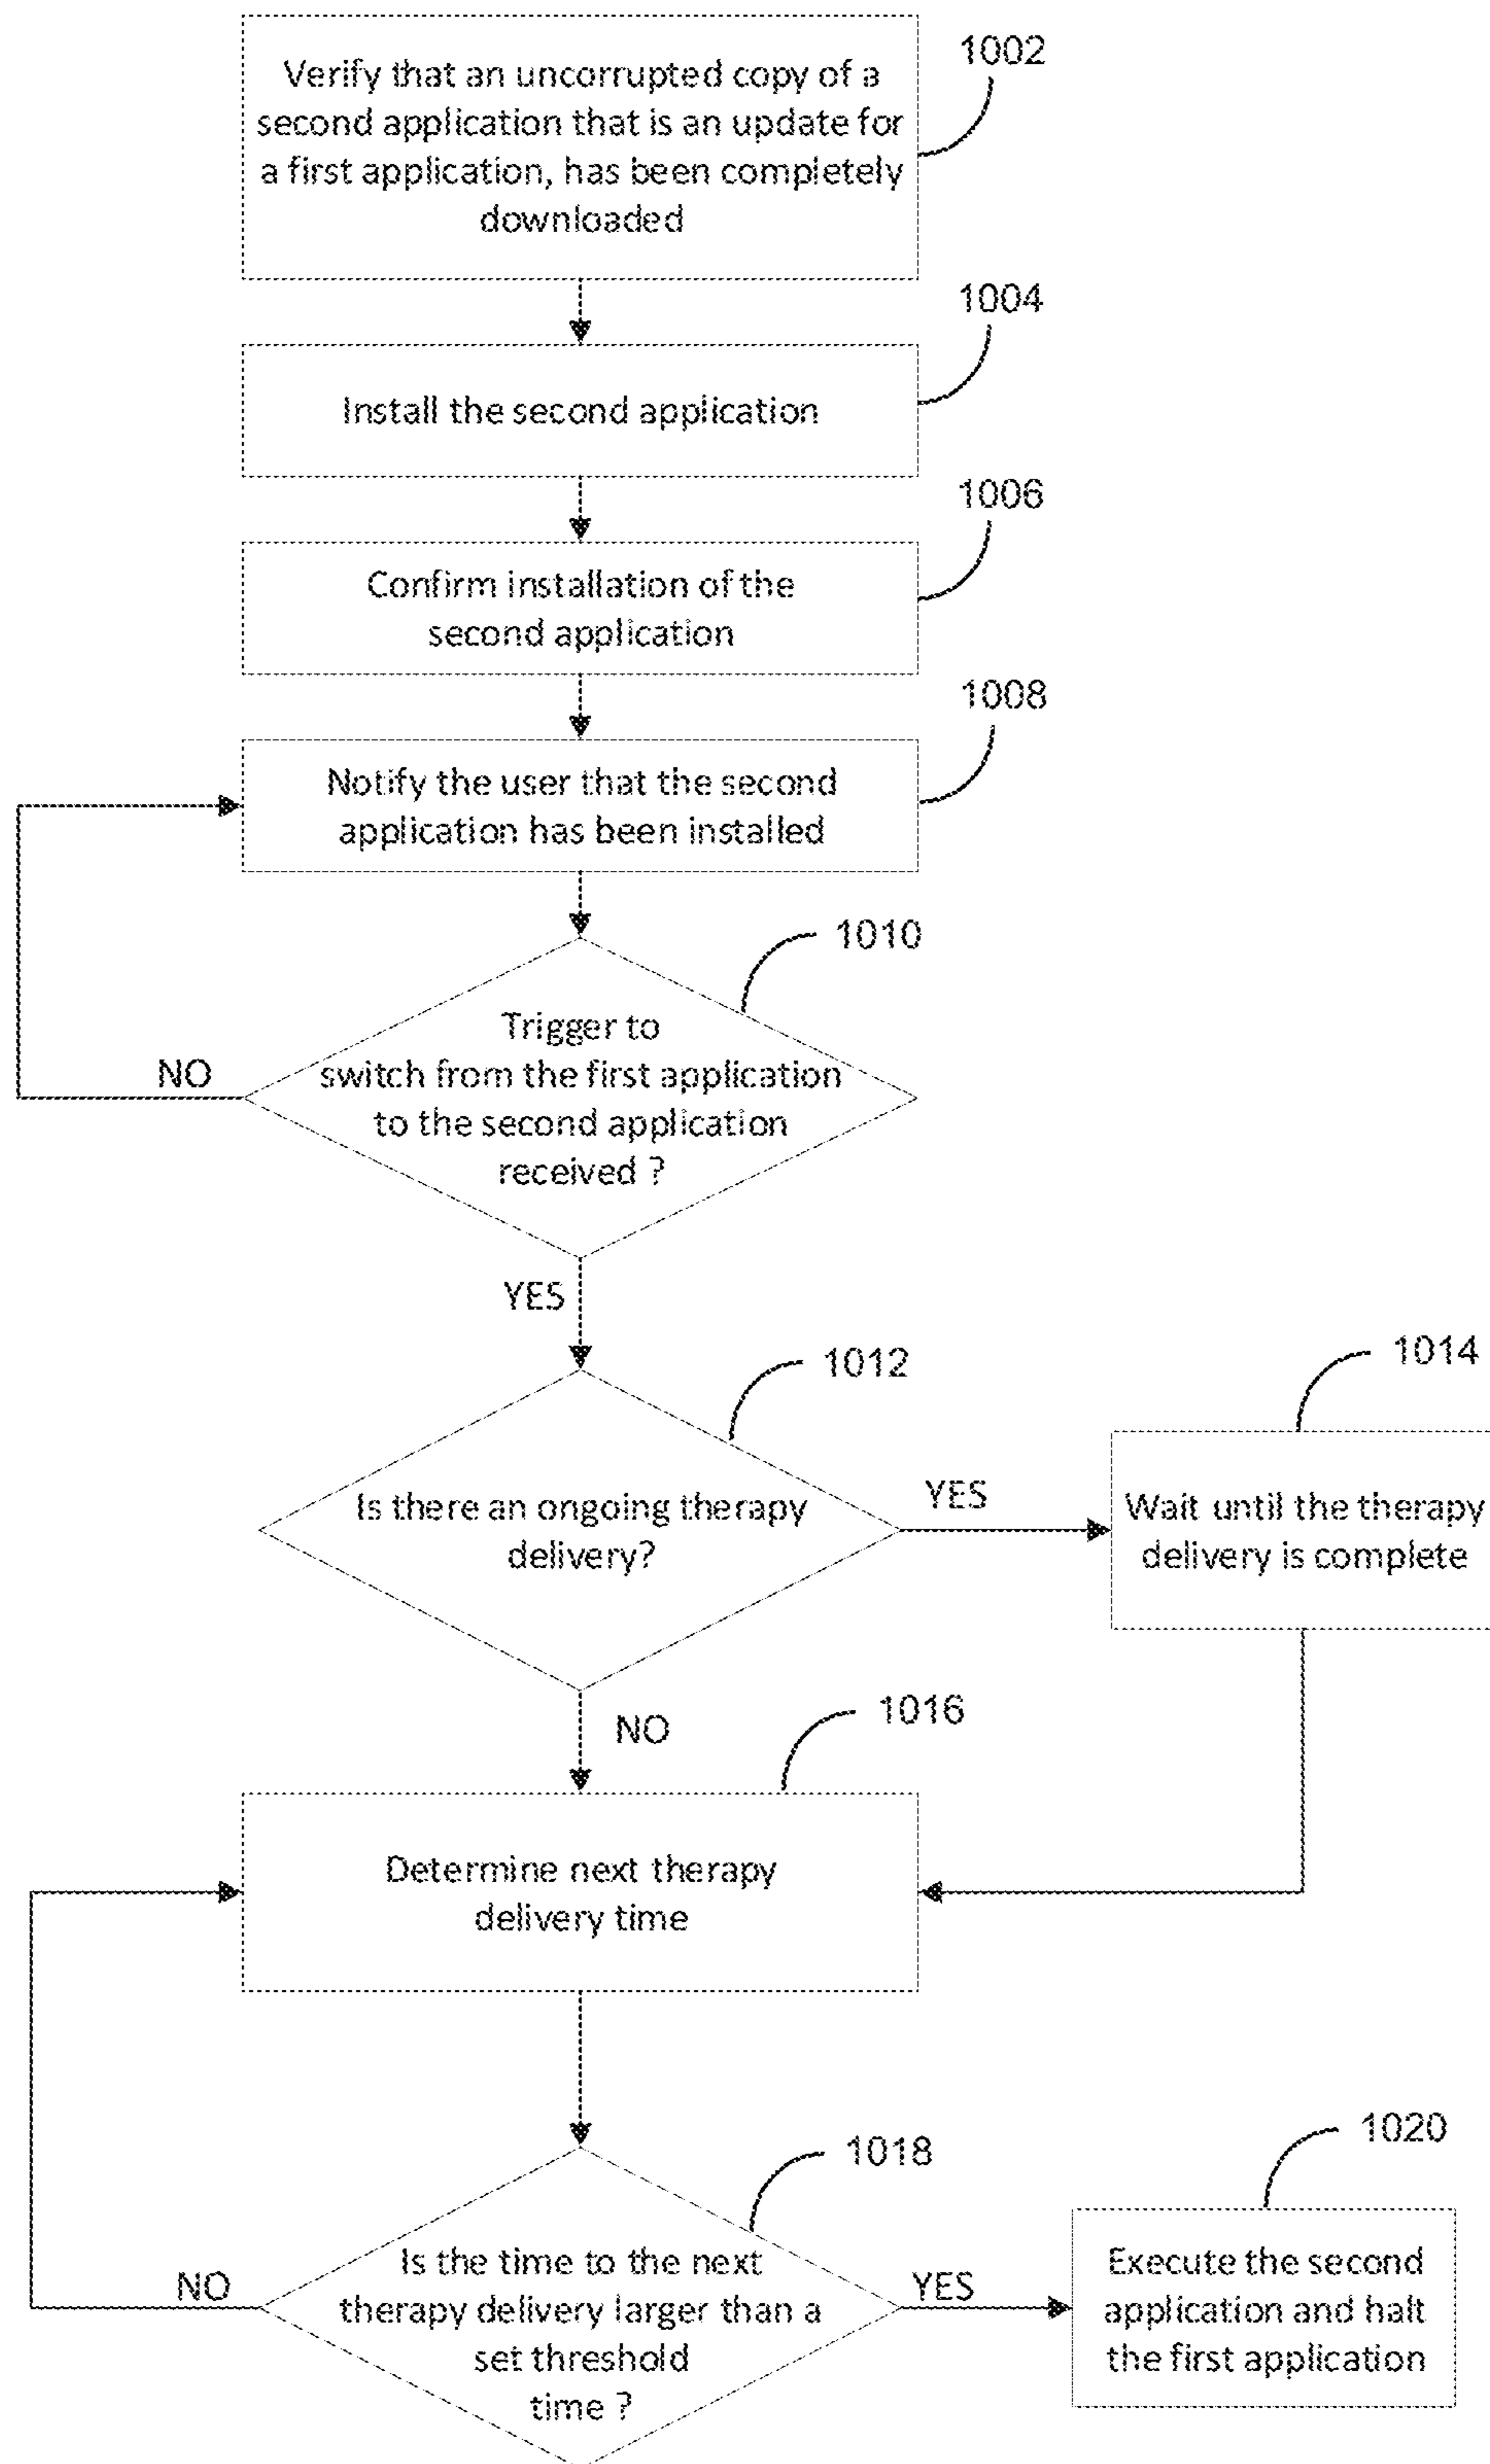 Verify that an uncorrupted copy of a
second application that is an update for
a first application, has been completely
downloaded
1002
Install the second application
1004
Confirm installation of the
second application
1006
Notify the user that the second
application has been installed
1008
Trigger to
switch from the first application
to the second application
received ?
1010
NO
YES
Is there an ongoing therapy
delivery?
1012
YES
Wait until the therapy
delivery is complete
1014
NO
Determine next therapy
delivery time
1016
Is the time to the next
therapy delivery larger than a
set threshold
time ?
1018
NO
YES
Execute the second
application and halt
the first application
1020